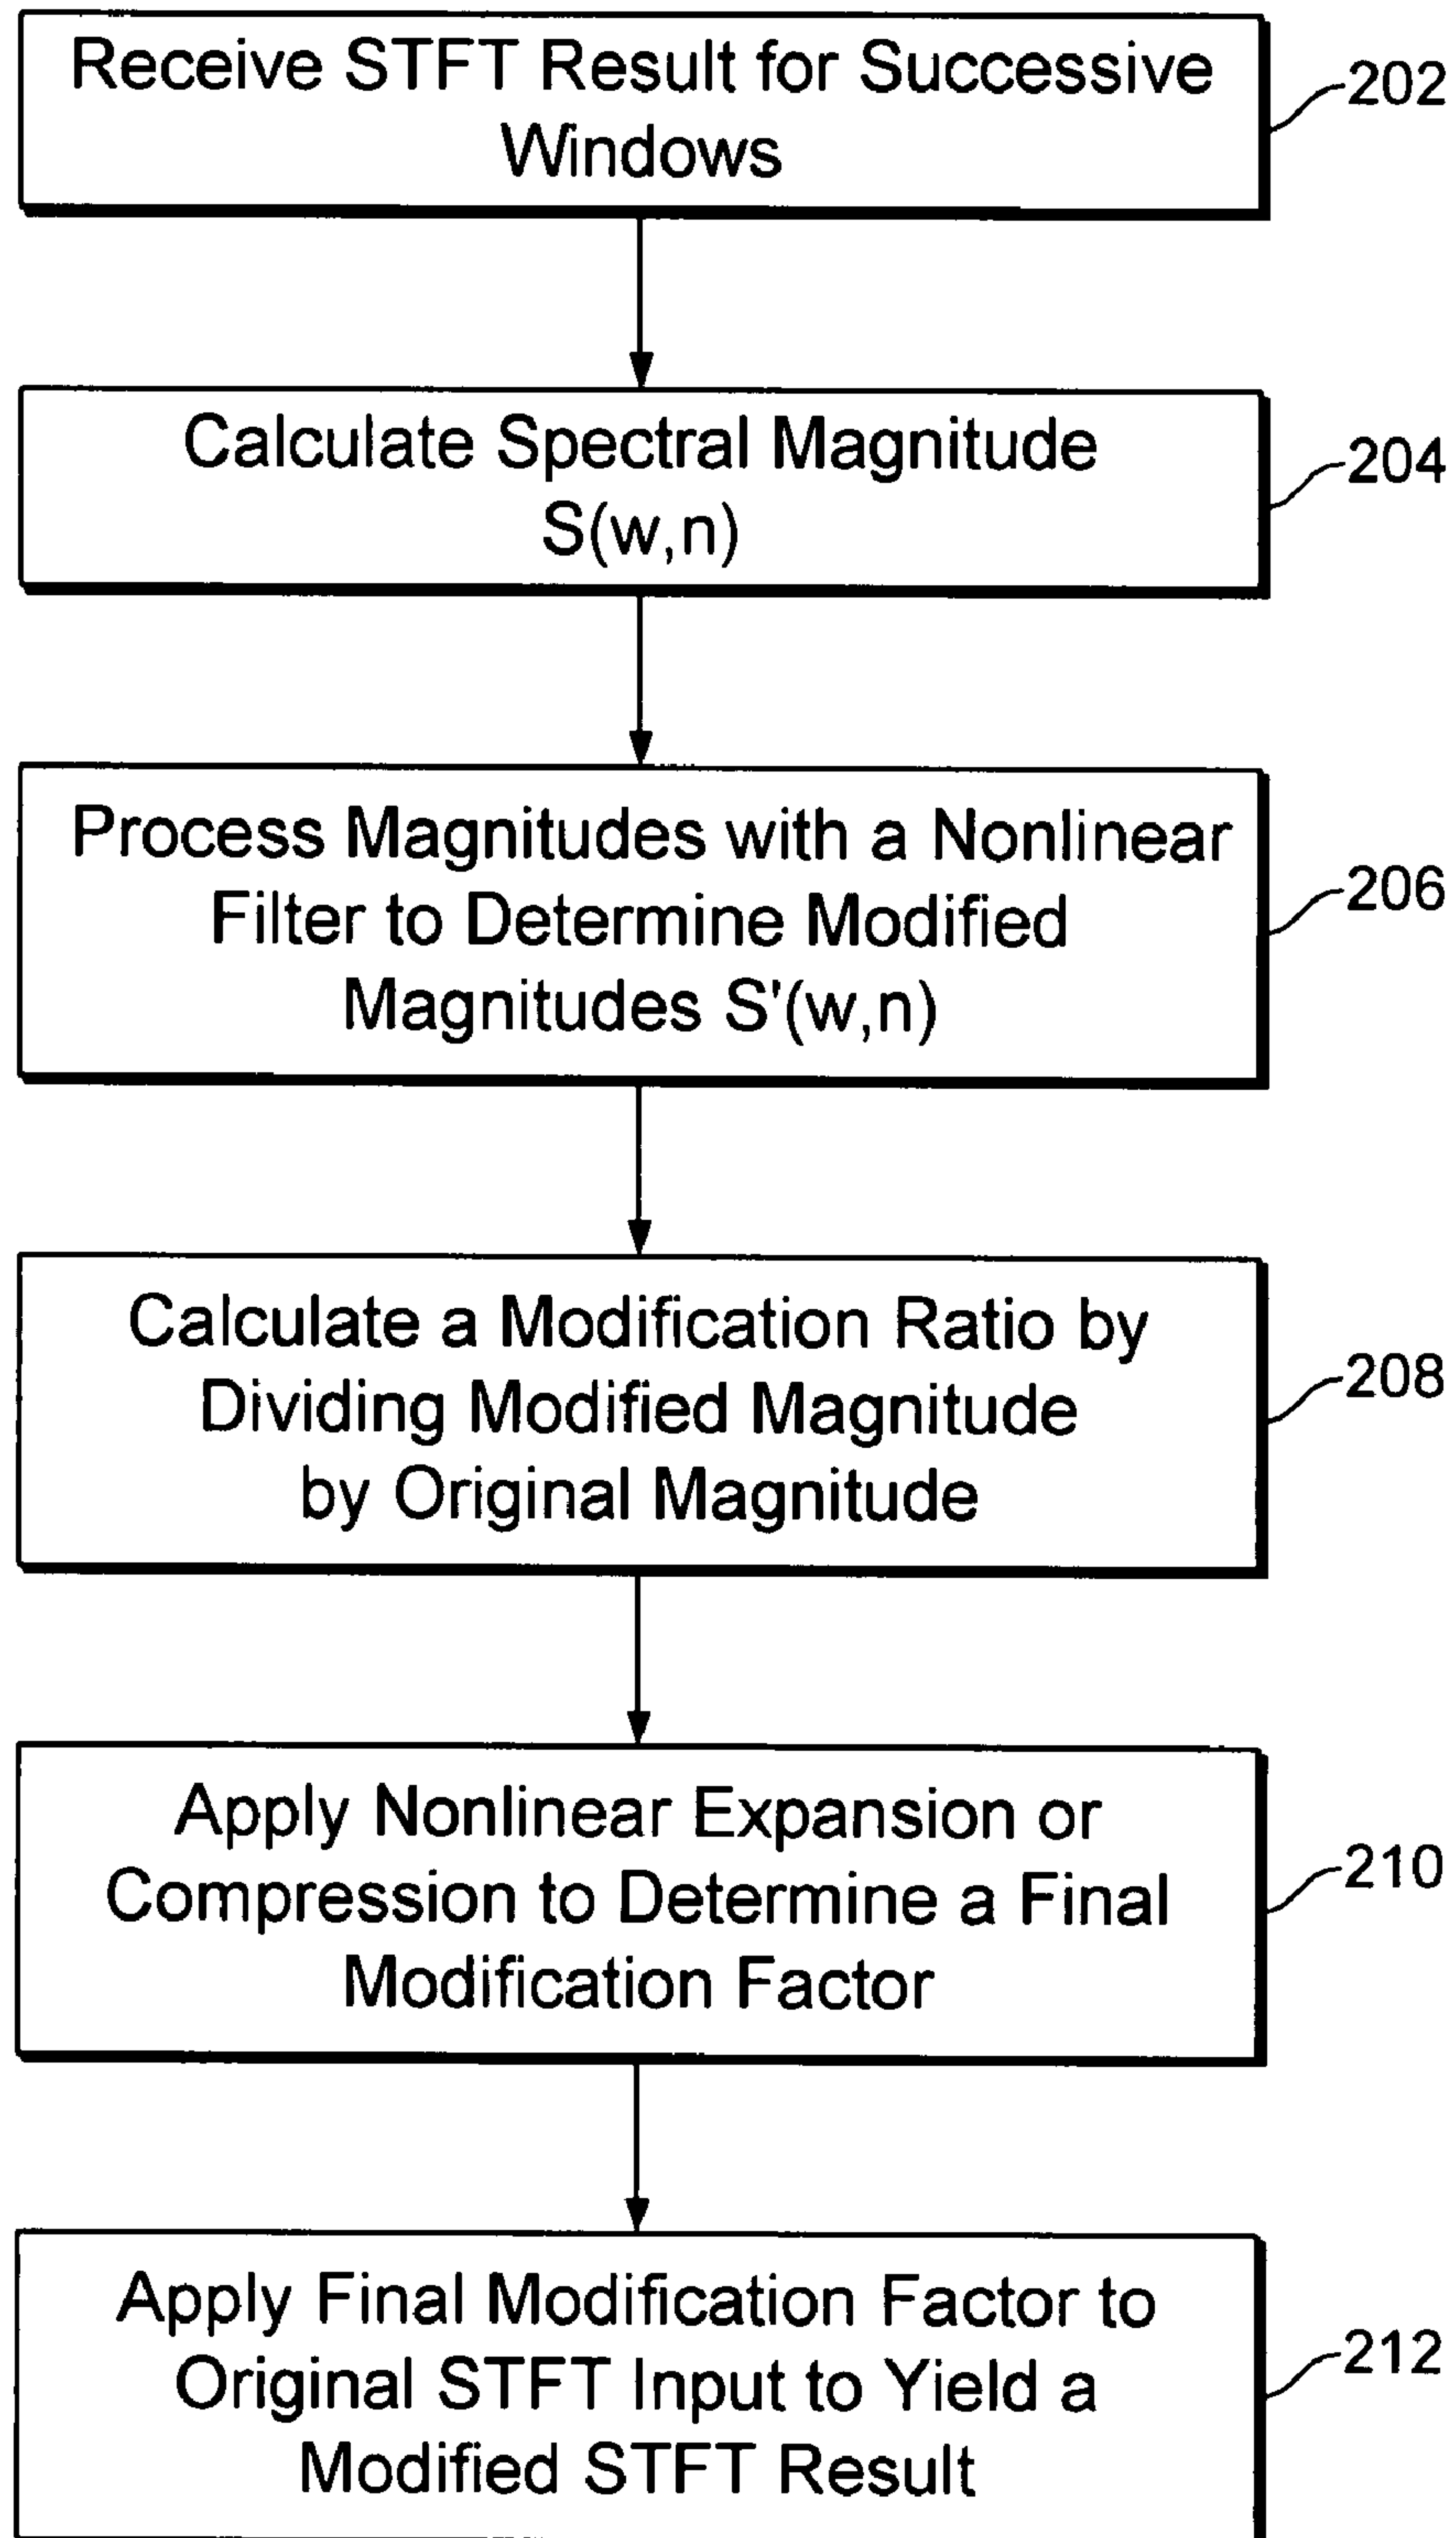 Receive STFT Result for Successive
Windows
202
Calculate Spectral Magnitude
S(w,n)
204
Process Magnitudes with a Nonlinear
Filter to Determine Modified
Magnitudes S'(w,n)
206
Calculate a Modification Ratio by
Dividing Modified Magnitude
by Original Magnitude
208
Apply Nonlinear Expansion or
Compression to Determine a Final
Modification Factor
210
Apply Final Modification Factor to
Original STFT Input to Yield a
Modified STFT Result
212